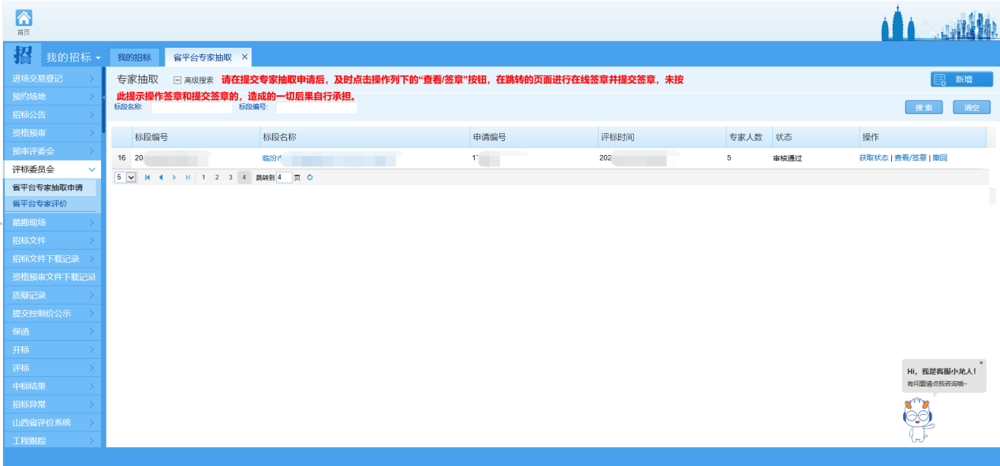 首页
招 我的招标
我的招标 省平台专家抽取 ×
进场交易登记
预约场地
招标公告
资格预审
预审评委会
评标委员会
省平台专家抽取申请
省平台专家评价
踏勘现场
招标文件
招标文件下载记录
资格预审文件下载记录
质疑记录
提交控制价公示
保函
开标
评标
中标结果
招标异常
山西省评价系统
工程跟踪
专家抽取 高级搜索 请在提交专家抽取申请后，及时点击操作列下的“查看/签章”按钮，在跳转的页面进行在线签章并提交签章，未按
此提示操作签章和提交签章的，造成的一切后果自行承担。
新增
标段名称: 标段编号:
搜索 清空
标段编号 标段名称 申请编号 评标时间 专家人数 状态 操作
16 20 临汾市 1 202 5 审核通过 获取状态 | 查看/签章 | 撤回
5 1 2 3 4 跳转到 4 页
Hi，我是客服小龙人！
有问题请点我咨询哦~